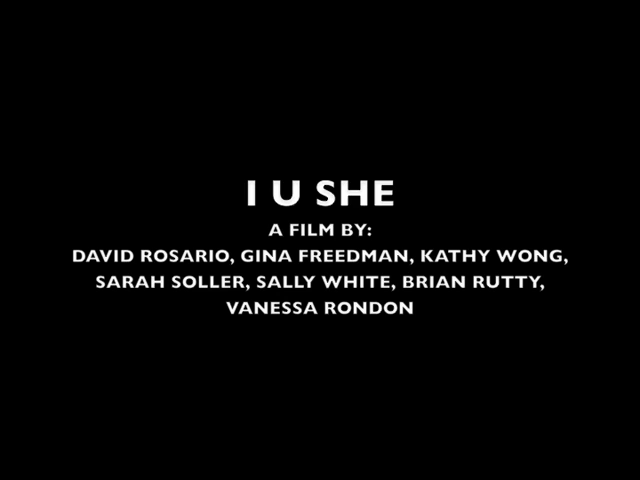 I U SHE
A FILM BY:
DAVID ROSARIO, GINA FREEDMAN, KATHY WONG,
SARAH SOLLER, SALLY WHITE, BRIAN RUTTY,
VANESSA RONDON